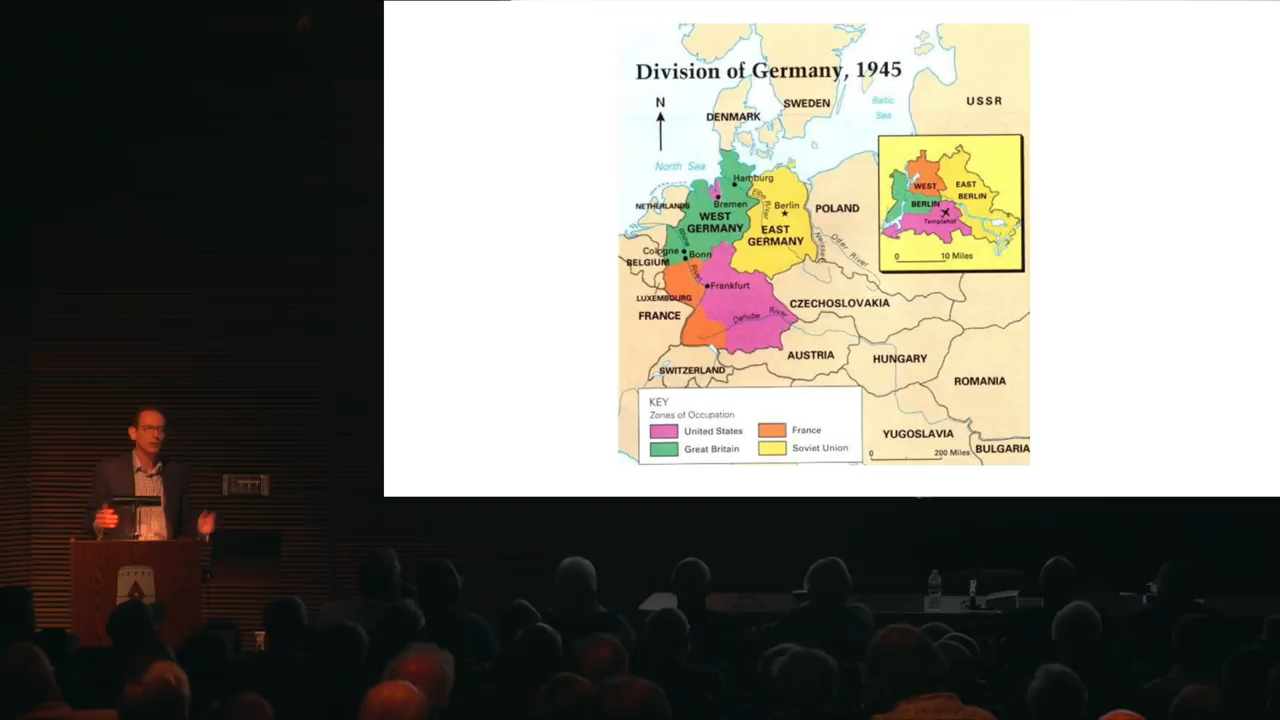 Division of Germany, 1945
N
SWEDEN
Baltic
Sea
USSR
DENMARK
North Sea
Hamburg
NETHERLANDS
Bremen
Elbe River
Berlin
POLAND
WEST
GERMANY
EAST
GERMANY
Oder River
Neisse
Rhine
River
Cologne
Bonn
BELGIUM
Frankfurt
LUXEMBOURG
FRANCE
CZECHOSLOVAKIA
Danube River
AUSTRIA
HUNGARY
SWITZERLAND
ROMANIA
YUGOSLAVIA
BULGARIA
0 200 Miles
WEST
BERLIN
EAST
BERLIN
Templehof
0 10 Miles
KEY
Zones of Occupation
United States
France
Great Britain
Soviet Union